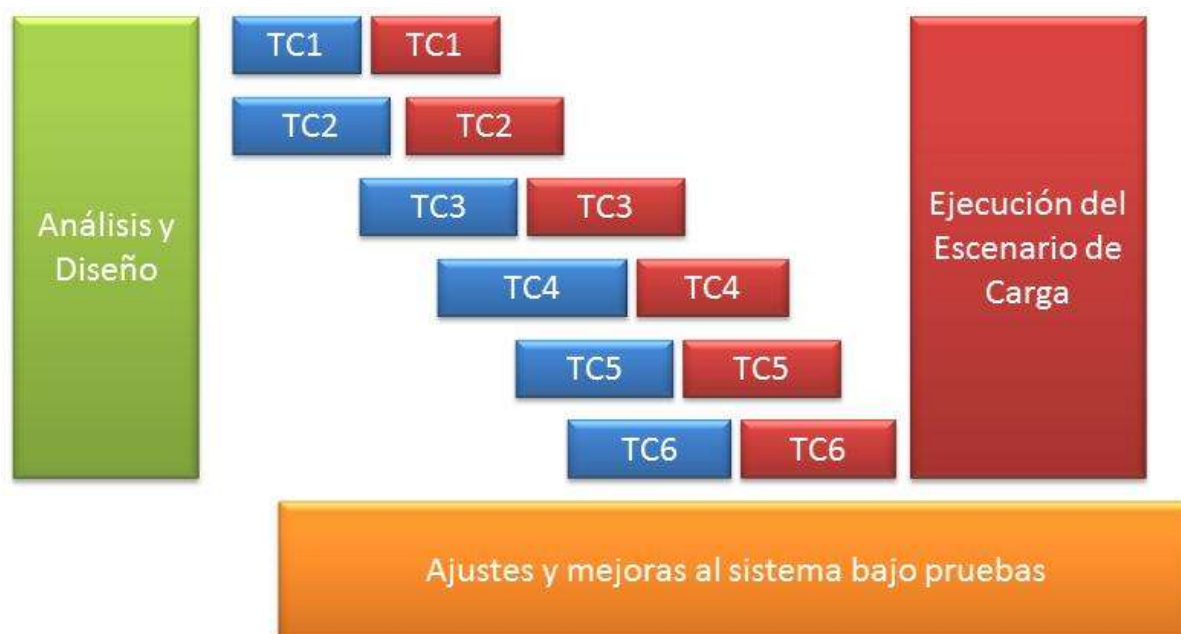 Análisis y
Diseño
TC1
TC1
TC2
TC2
TC3
TC3
TC4
TC4
TC5
TC5
TC6
TC6
Ejecución del
Escenario de
Carga
Ajustes y mejoras al sistema bajo pruebas